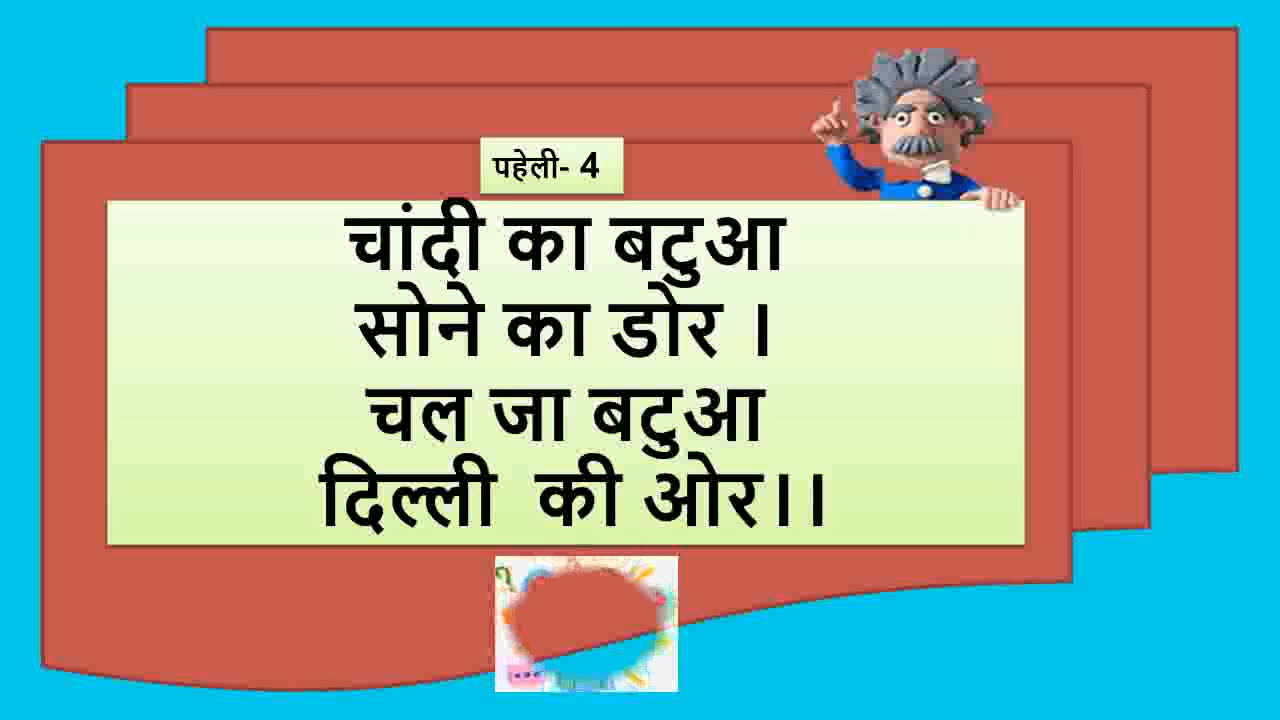 पहेली- 4
चांदी का बटुआ
सोने का डोर ।
चल जा बटुआ
दिल्ली की ओर।।